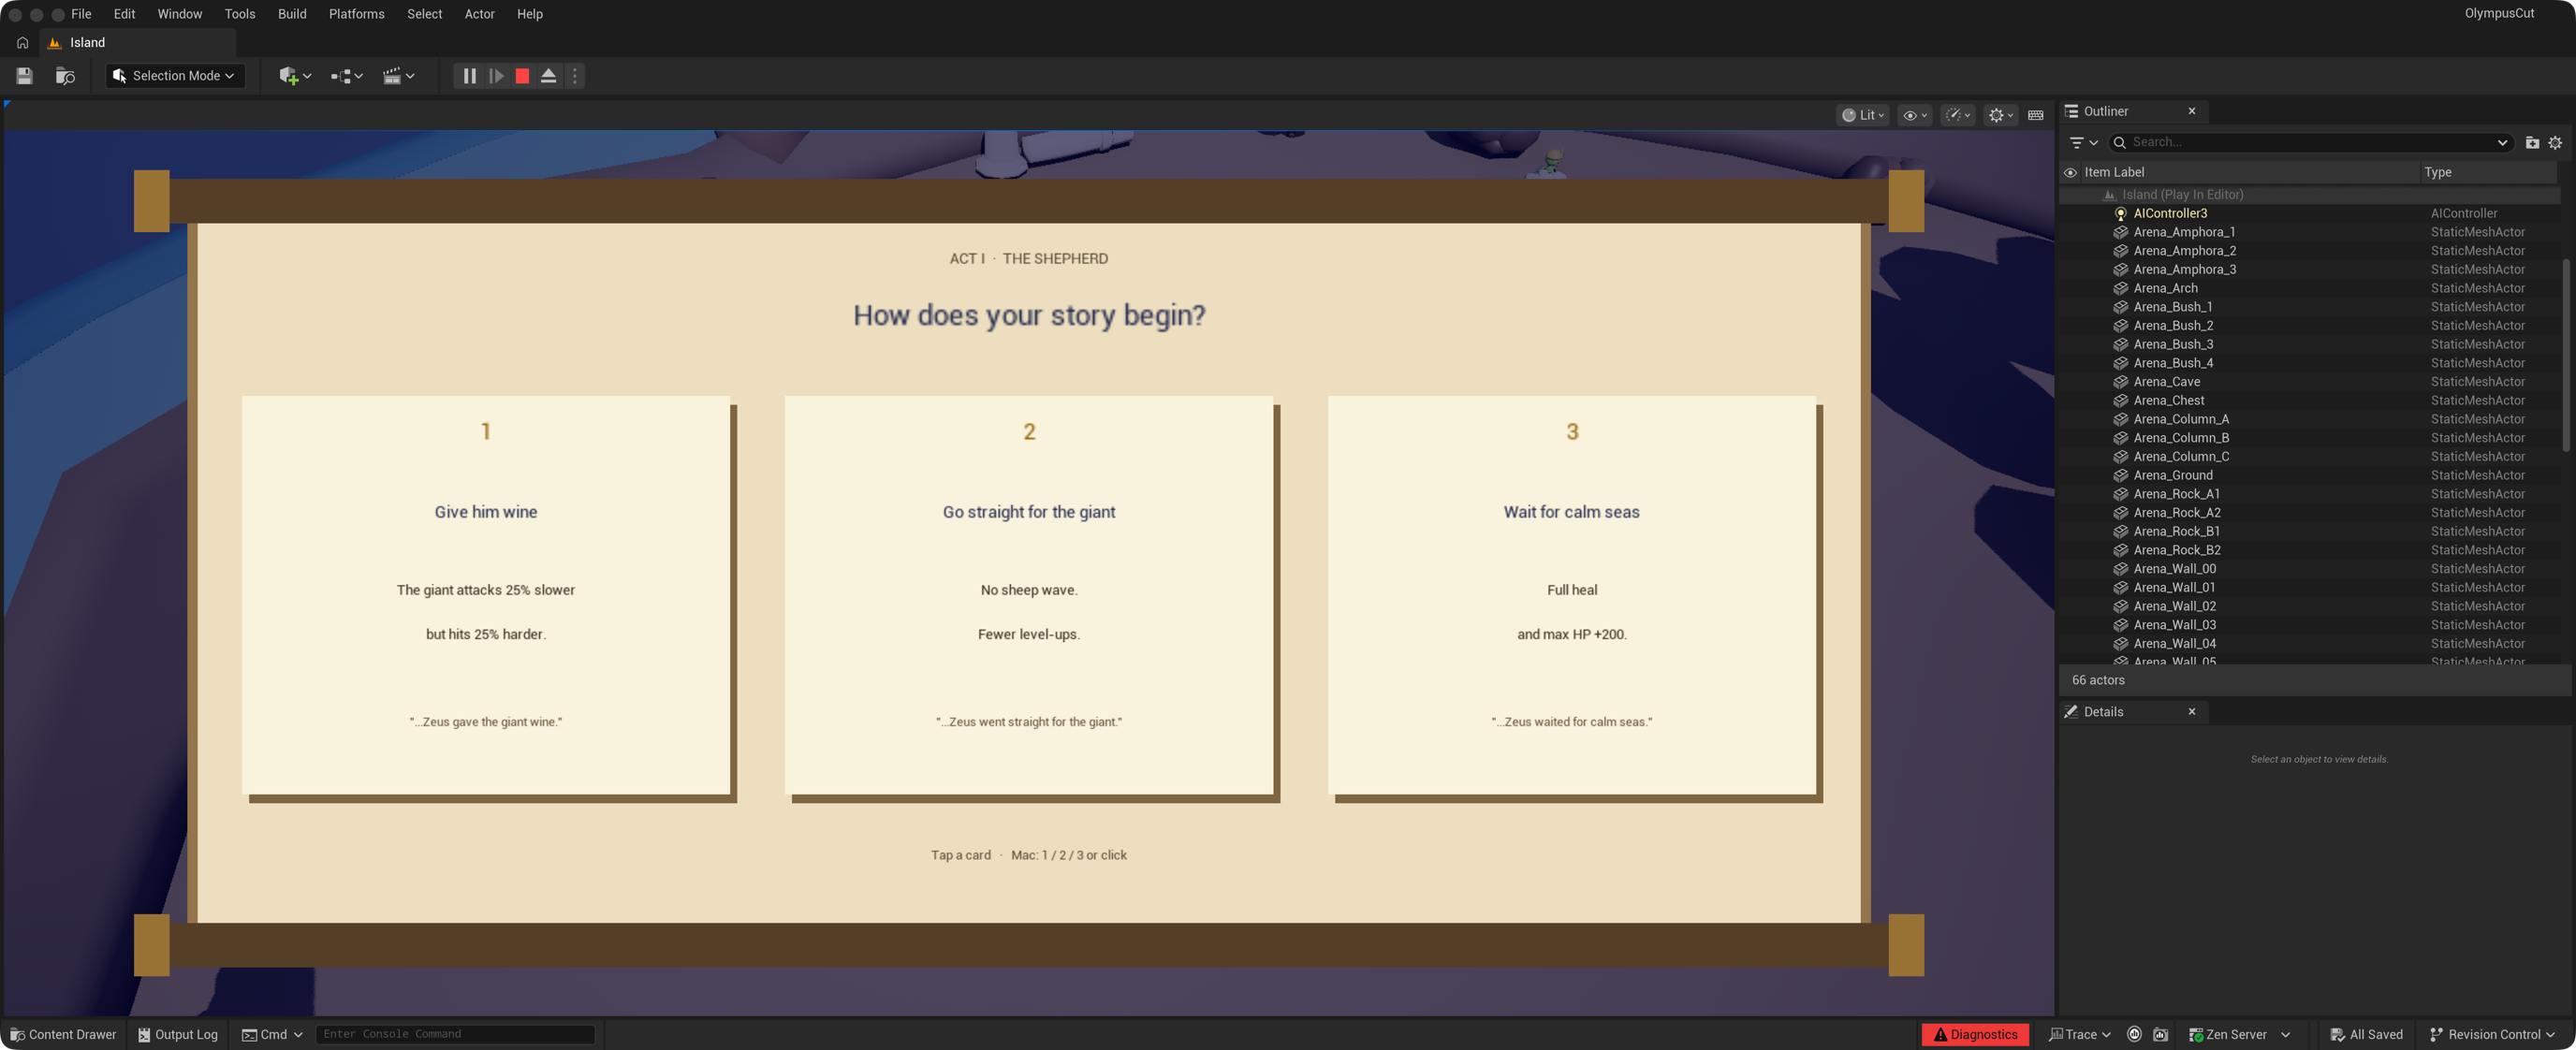 File Edit Window Tools Build Platforms Select Actor Help
OlympusCut
Island
Selection Mode
Lit
ACT I · THE SHEPHERD
How does your story begin?
1
Give him wine
The giant attacks 25% slower
but hits 25% harder.
"...Zeus gave the giant wine."
2
Go straight for the giant
No sheep wave.
Fewer level-ups.
"...Zeus went straight for the giant."
3
Wait for calm seas
Full heal
and max HP +200.
"...Zeus waited for calm seas."
Tap a card · Mac: 1 / 2 / 3 or click
Outliner
Search...
Item Label Type
Island (Play In Editor)
AIController3 AIController
Arena_Amphora_1 StaticMeshActor
Arena_Amphora_2 StaticMeshActor
Arena_Amphora_3 StaticMeshActor
Arena_Arch StaticMeshActor
Arena_Bush_1 StaticMeshActor
Arena_Bush_2 StaticMeshActor
Arena_Bush_3 StaticMeshActor
Arena_Bush_4 StaticMeshActor
Arena_Cave StaticMeshActor
Arena_Chest StaticMeshActor
Arena_Column_A StaticMeshActor
Arena_Column_B StaticMeshActor
Arena_Column_C StaticMeshActor
Arena_Ground StaticMeshActor
Arena_Rock_A1 StaticMeshActor
Arena_Rock_A2 StaticMeshActor
Arena_Rock_B1 StaticMeshActor
Arena_Rock_B2 StaticMeshActor
Arena_Wall_00 StaticMeshActor
Arena_Wall_01 StaticMeshActor
Arena_Wall_02 StaticMeshActor
Arena_Wall_03 StaticMeshActor
Arena_Wall_04 StaticMeshActor
Arena_Wall_05 StaticMeshActor
66 actors
Details
Select an object to view details.
Content Drawer Output Log Cmd Enter Console Command Diagnostics Trace Zen Server All Saved Revision Control